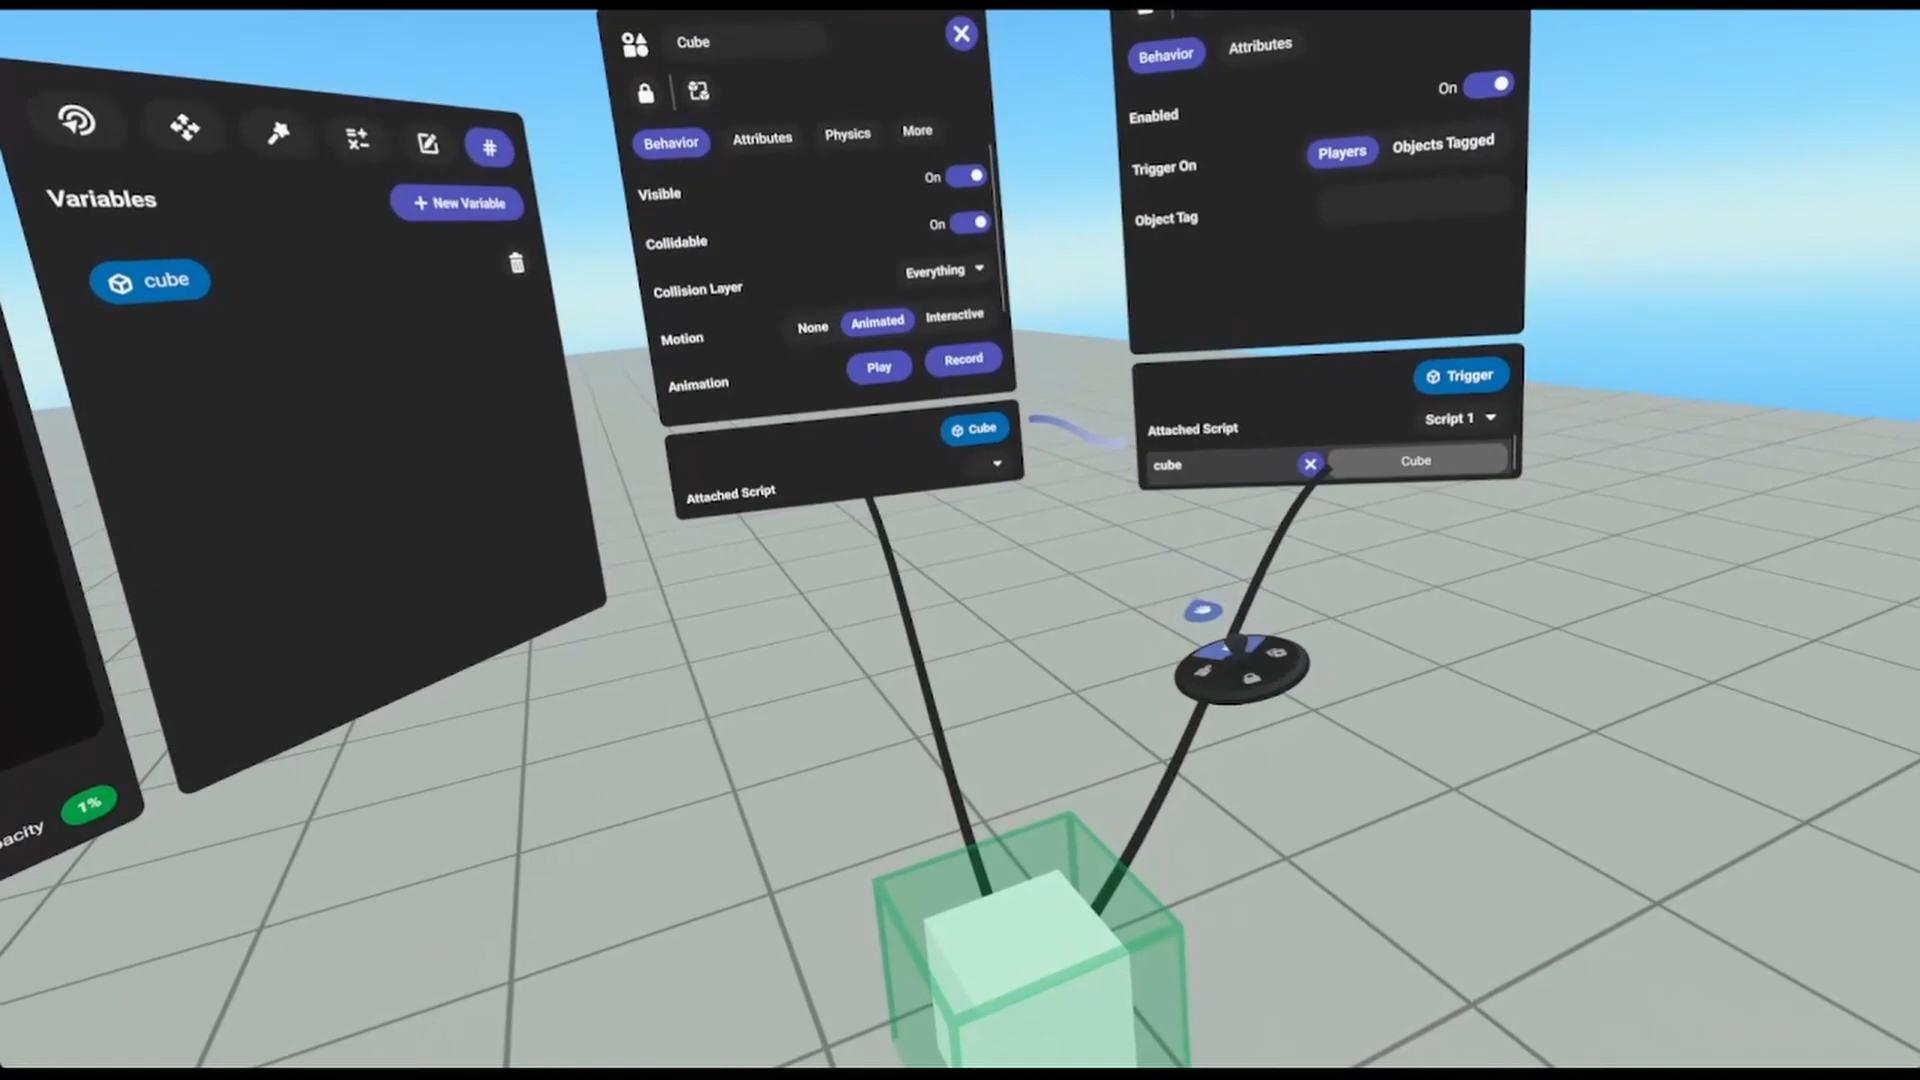 #
Variables
+ New Variable
cube
pacity
1%
Cube
Behavior Attributes Physics More
Visible On
Collidable On
Collision Layer Everything
Motion None Animated Interactive
Animation Play Record
Cube
Attached Script
Behavior Attributes
Enabled On
Trigger On Players Objects Tagged
Object Tag
Trigger
Attached Script Script 1
cube Cube